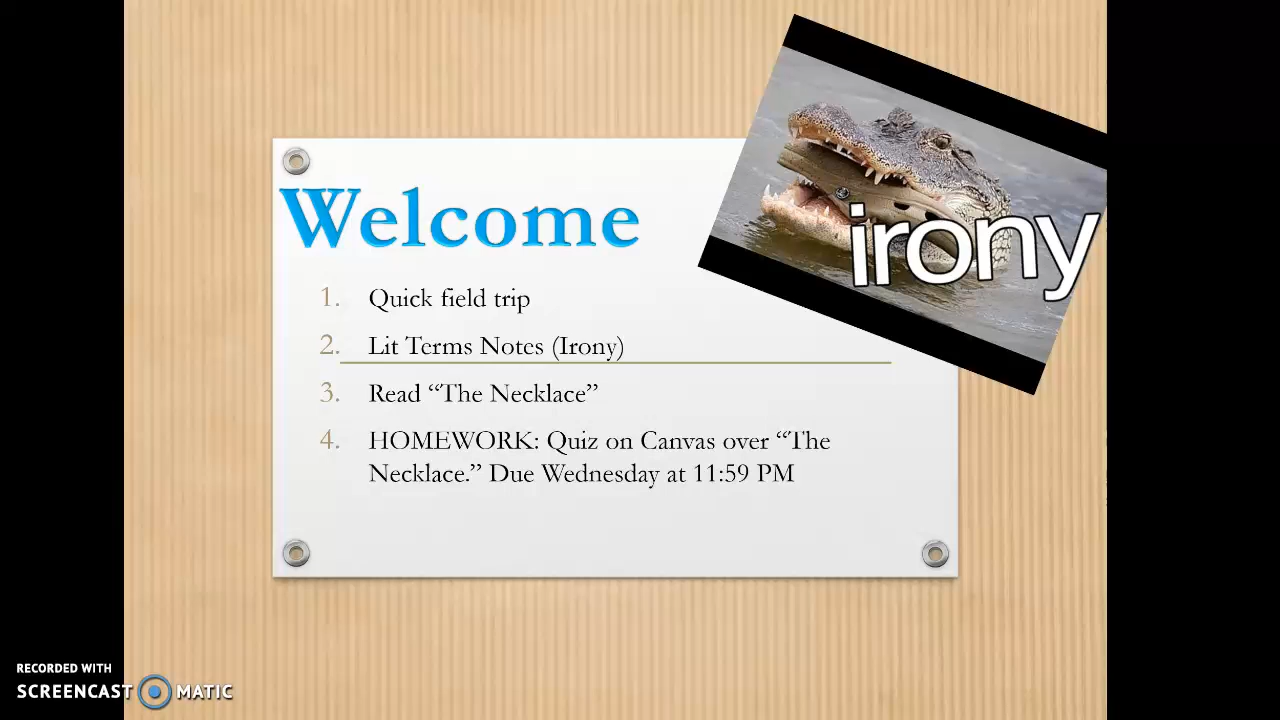 irony
Welcome
1. Quick field trip
2. Lit Terms Notes (Irony)
3. Read “The Necklace”
4. HOMEWORK: Quiz on Canvas over “The
Necklace.” Due Wednesday at 11:59 PM
RECORDED WITH
SCREENCAST MATIC